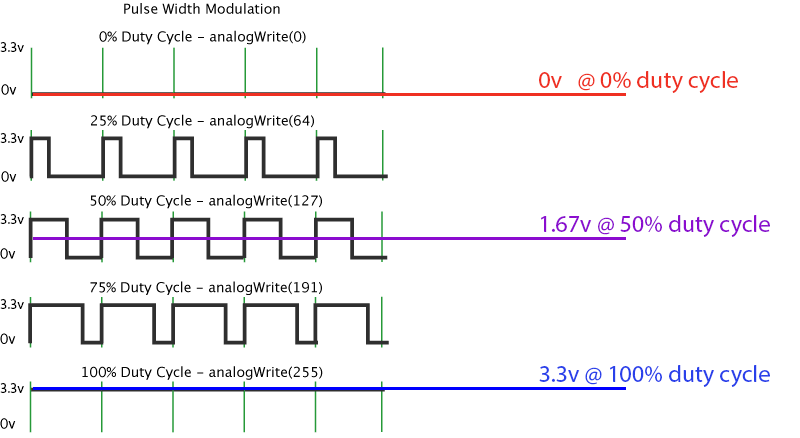 Pulse Width Modulation
0% Duty Cycle – analogWrite(0)
3.3v
0v
0v @ 0% duty cycle
25% Duty Cycle – analogWrite(64)
3.3v
0v
50% Duty Cycle – analogWrite(127)
3.3v
1.67v @ 50% duty cycle
0v
75% Duty Cycle – analogWrite(191)
3.3v
0v
100% Duty Cycle – analogWrite(255)
3.3v @ 100% duty cycle
3.3v
0v